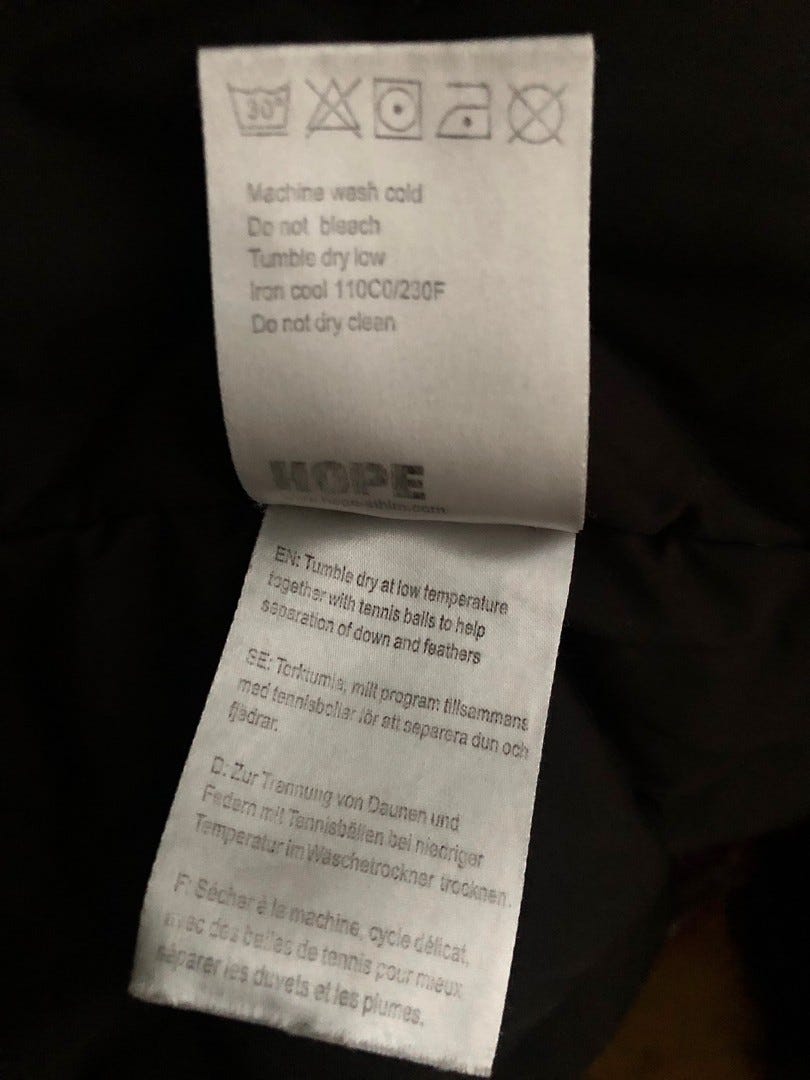 30°
Machine wash cold
Do not bleach
Tumble dry low
Iron cool 110C0/230F
Do not dry clean
HOPE
EN: Tumble dry at low temperature
together with tennis balls to help
separation of down and feathers
SE: Torktumla, milt program tillsammans
med tennisbollar för att separera dun och
fjädrar.
D: Zur Trennung von Daunen und
Federn mit Tennisbällen bei niedriger
Temperatur im Wäschetrockner trocknen.
F: Sécher à la machine, cycle délicat,
avec des balles de tennis pour mieux
séparer les duvets et les plumes.